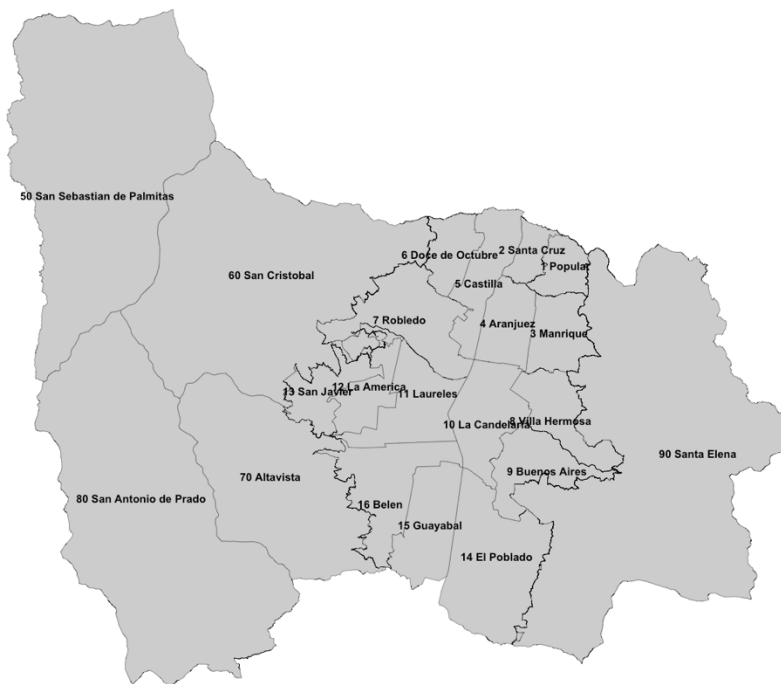 50 San Sebastian de Palmitas
60 San Cristobal
6 Doce de Octubre
2 Santa Cruz
1 Popular
5 Castilla
7 Robledo
4 Aranjuez
3 Manrique
13 San Javier
12 La America
11 Laureles
10 La Candelaria
8 Villa Hermosa
90 Santa Elena
9 Buenos Aires
70 Altavista
80 San Antonio de Prado
16 Belen
15 Guayabal
14 El Poblado